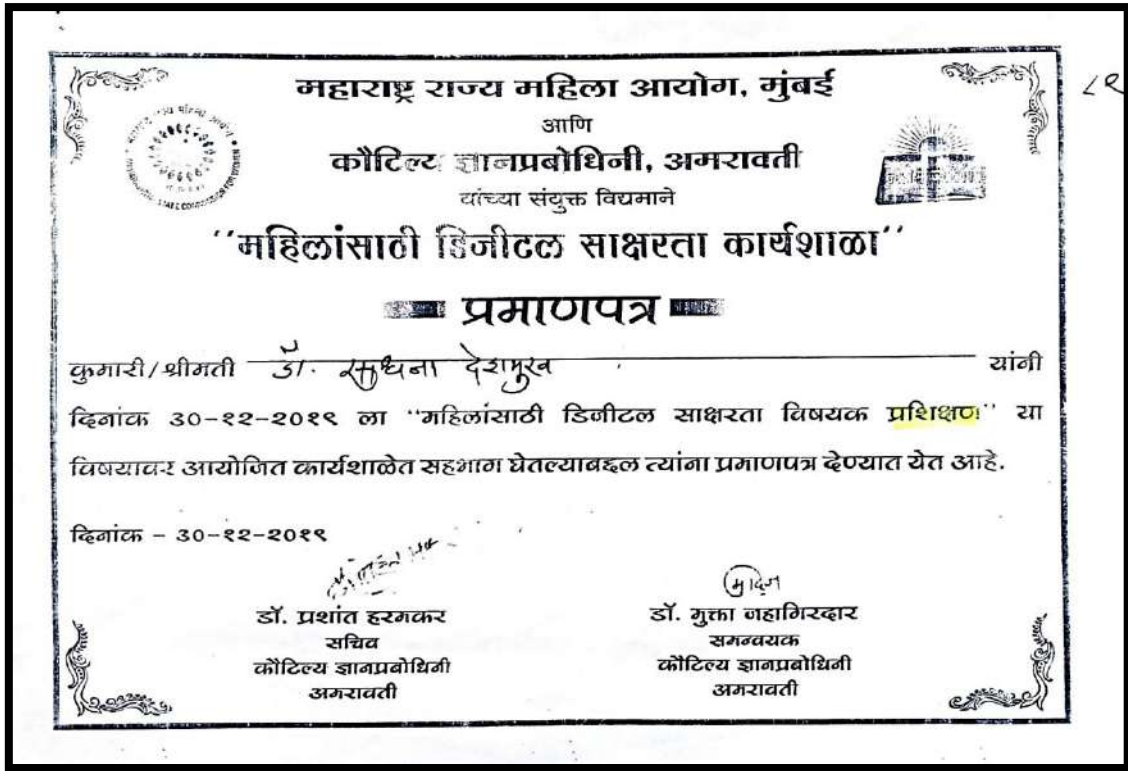 महाराष्ट्र राज्य महिला आयोग, मुंबई
आणि
कौटिल्य ज्ञानप्रबोधिनी, अमरावती
यांच्या संयुक्त विद्यमाने
''महिलांसाठी डिजीटल साक्षरता कार्यशाळा''
प्रमाणपत्र
कुमारी/श्रीमती डॉ. साधना देशमुख यांनी
दिनांक ३०-१२-२०१९ ला "महिलांसाठी डिजीटल साक्षरता विषयक प्रशिक्षण" या
विषयावर आयोजित कार्यशाळेत सहभाग घेतल्याबद्दल त्यांना प्रमाणपत्र देण्यात येत आहे.
दिनांक - ३०-१२-२०१९
डॉ. प्रशांत हरमकर
सचिव
कौटिल्य ज्ञानप्रबोधिनी
अमरावती
डॉ. मुक्ता जहागिरदार
समन्वयक
कौटिल्य ज्ञानप्रबोधिनी
अमरावती